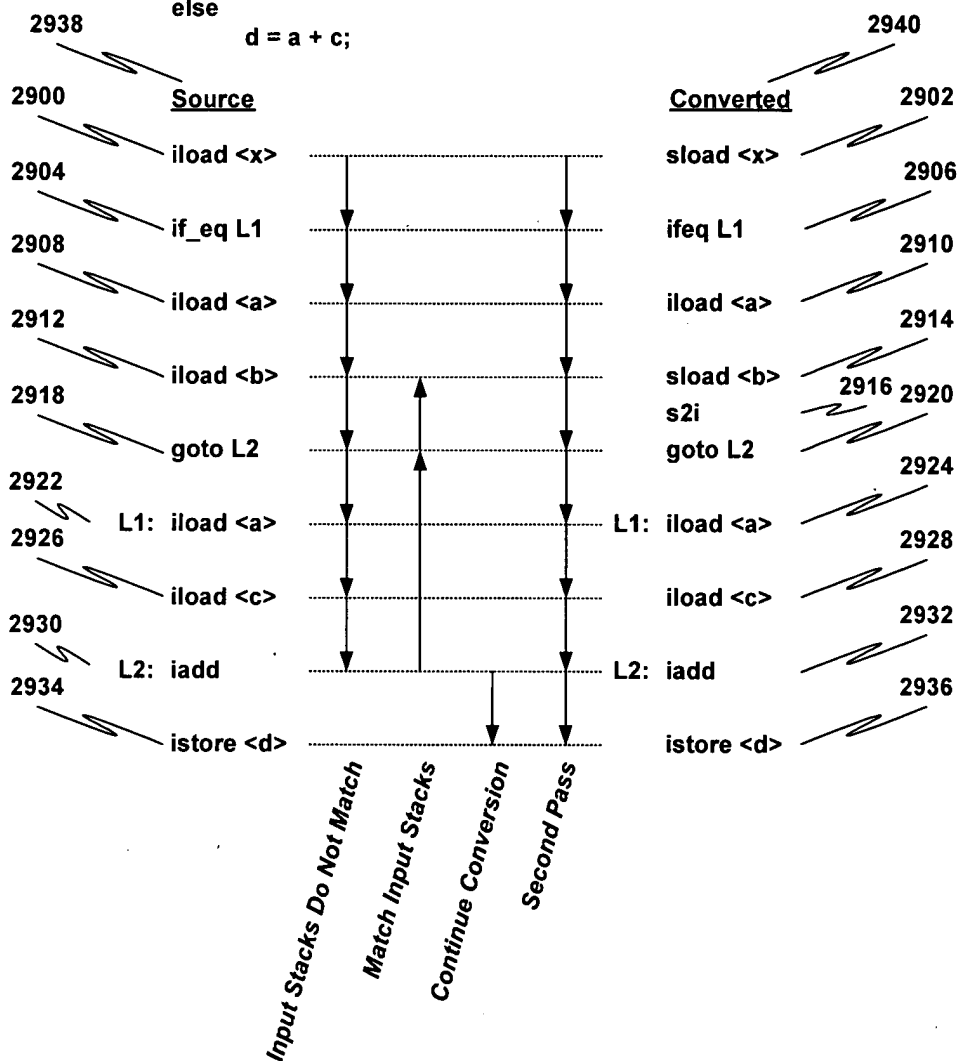 else
d = a + c;
2938
2940
Source
Converted
2900
iload <x>
sload <x>
2902
2904
if_eq L1
ifeq L1
2906
2908
iload <a>
iload <a>
2910
2912
iload <b>
sload <b>
2914
s2i
2916
2918
goto L2
goto L2
2920
2922
L1: iload <a>
L1: iload <a>
2924
2926
iload <c>
iload <c>
2928
2930
L2: iadd
L2: iadd
2932
2934
istore <d>
istore <d>
2936
Input Stacks Do Not Match
Match Input Stacks
Continue Conversion
Second Pass